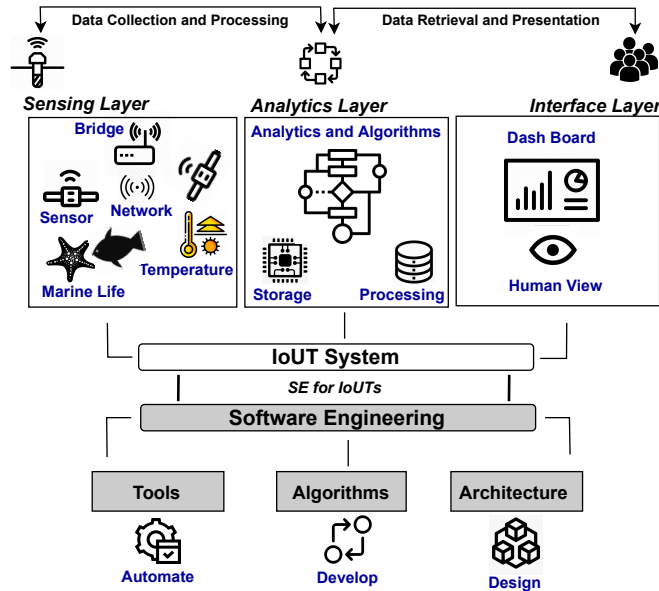 Data Collection and Processing
Data Retrieval and Presentation
Sensing Layer
Analytics Layer
Interface Layer
Bridge
Analytics and Algorithms
Dash Board
Sensor
Network
Temperature
Marine Life
Storage
Processing
Human View
IoUT System
SE for IoUTs
Software Engineering
Tools
Algorithms
Architecture
Automate
Develop
Design